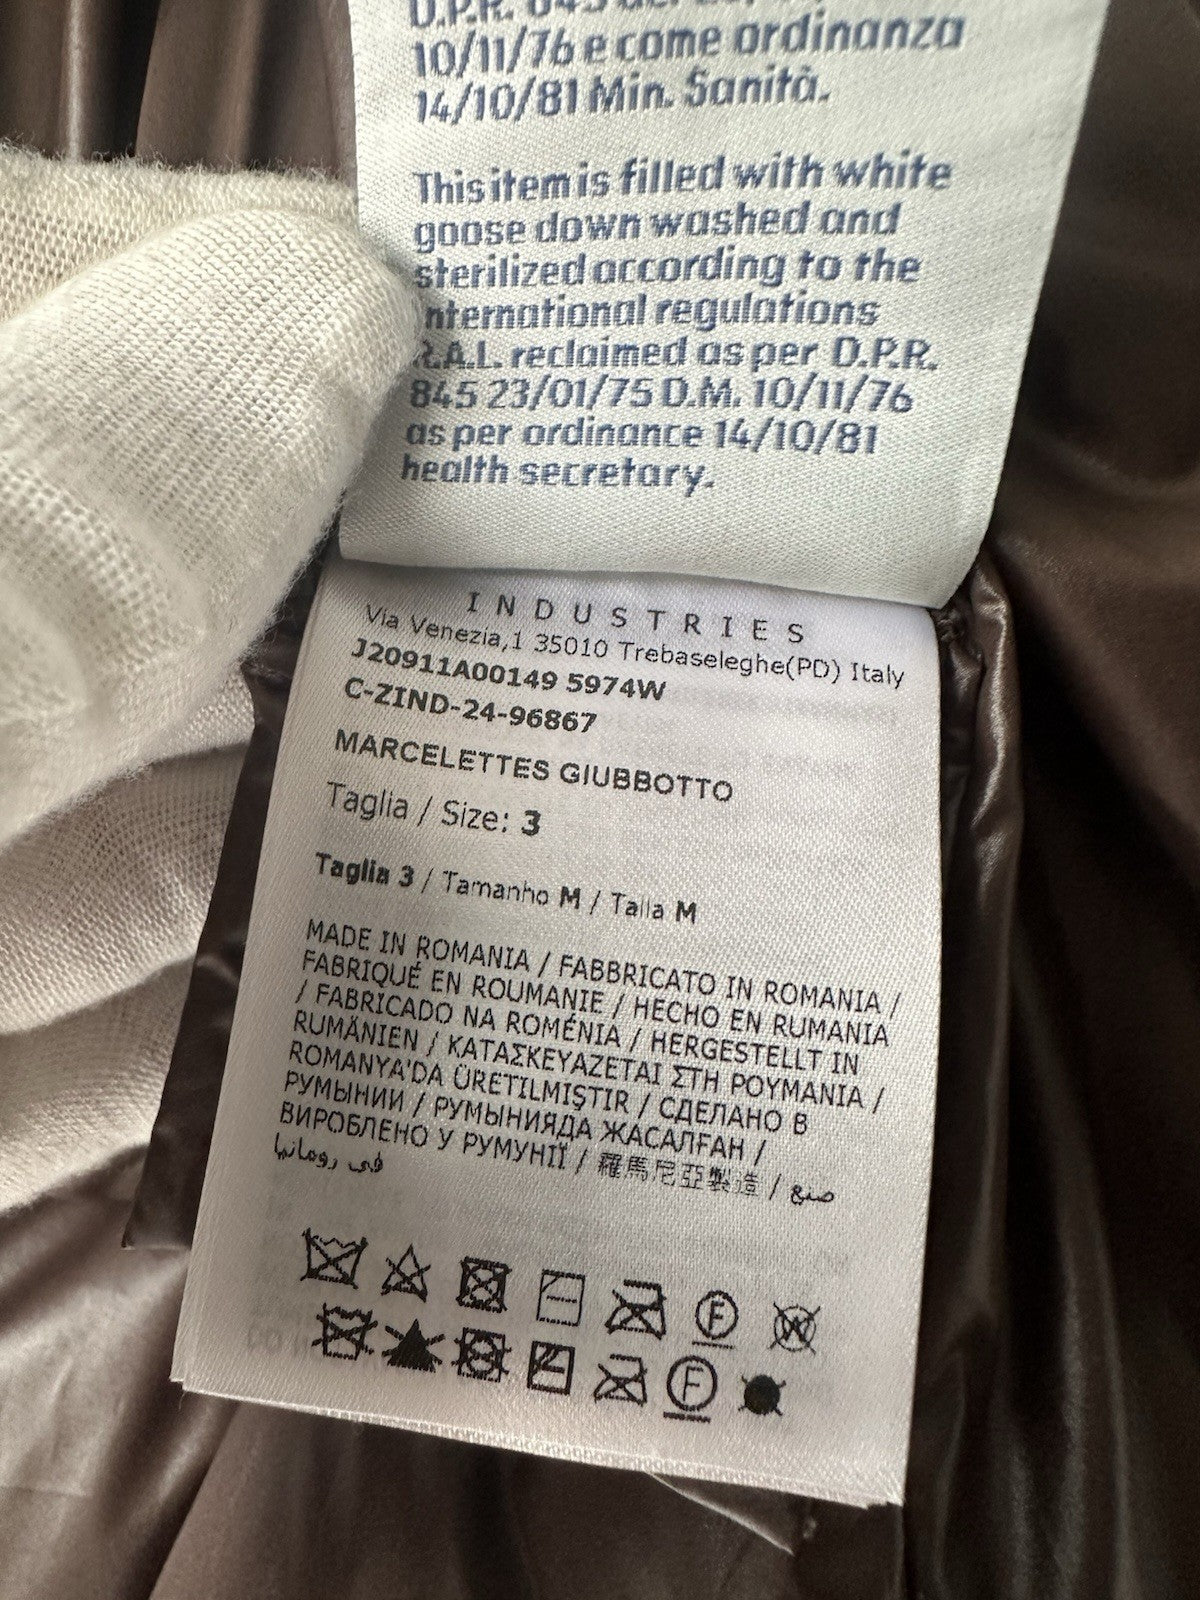 10/11/76 e come ordinanza
14/10/81 Min. Sanità.
This item is filled with white
goose down washed and
sterilized according to the
nternational regulations
R.A.L. reclaimed as per D.P.R.
845 23/01/75 D.M. 10/11/76
as per ordinance 14/10/81
health secretary.
INDUSTRIES
Via Venezia,1 35010 Trebaseleghe(PD) Italy
J20911A00149 5974W
C-ZIND-24-96867
MARCELETTES GIUBBOTTO
Taglia / Size: 3
Taglia 3 / Tamanho M / Talla M
MADE IN ROMANIA / FABBRICATO IN ROMANIA /
FABRIQUÉ EN ROUMANIE / HECHO EN RUMANIA
/ FABRICADO NA ROMÉNIA / HERGESTELLT IN
RUMÄNIEN / ΚΑΤΑΣΚΕΥΑΖΕΤΑΙ ΣΤΗ ΡΟΥΜΑΝΙΑ /
ROMANYA'DA ÜRETILMIŞTIR / СДЕЛАНО В
РУМЫНИИ / РУМЫНИЯДА ЖАСАЛҒАН /
ВИРОБЛЕНО У РУМУНІЇ / 羅馬尼亞製造 / صنع
في رومانيا
F W
F